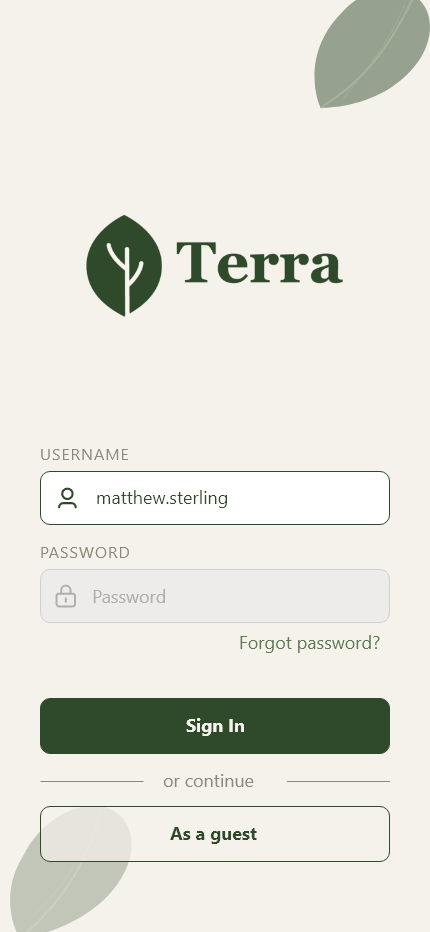 Terra
USERNAME
matthew.sterling
PASSWORD
Password
Forgot password?
Sign In
or continue
As a guest